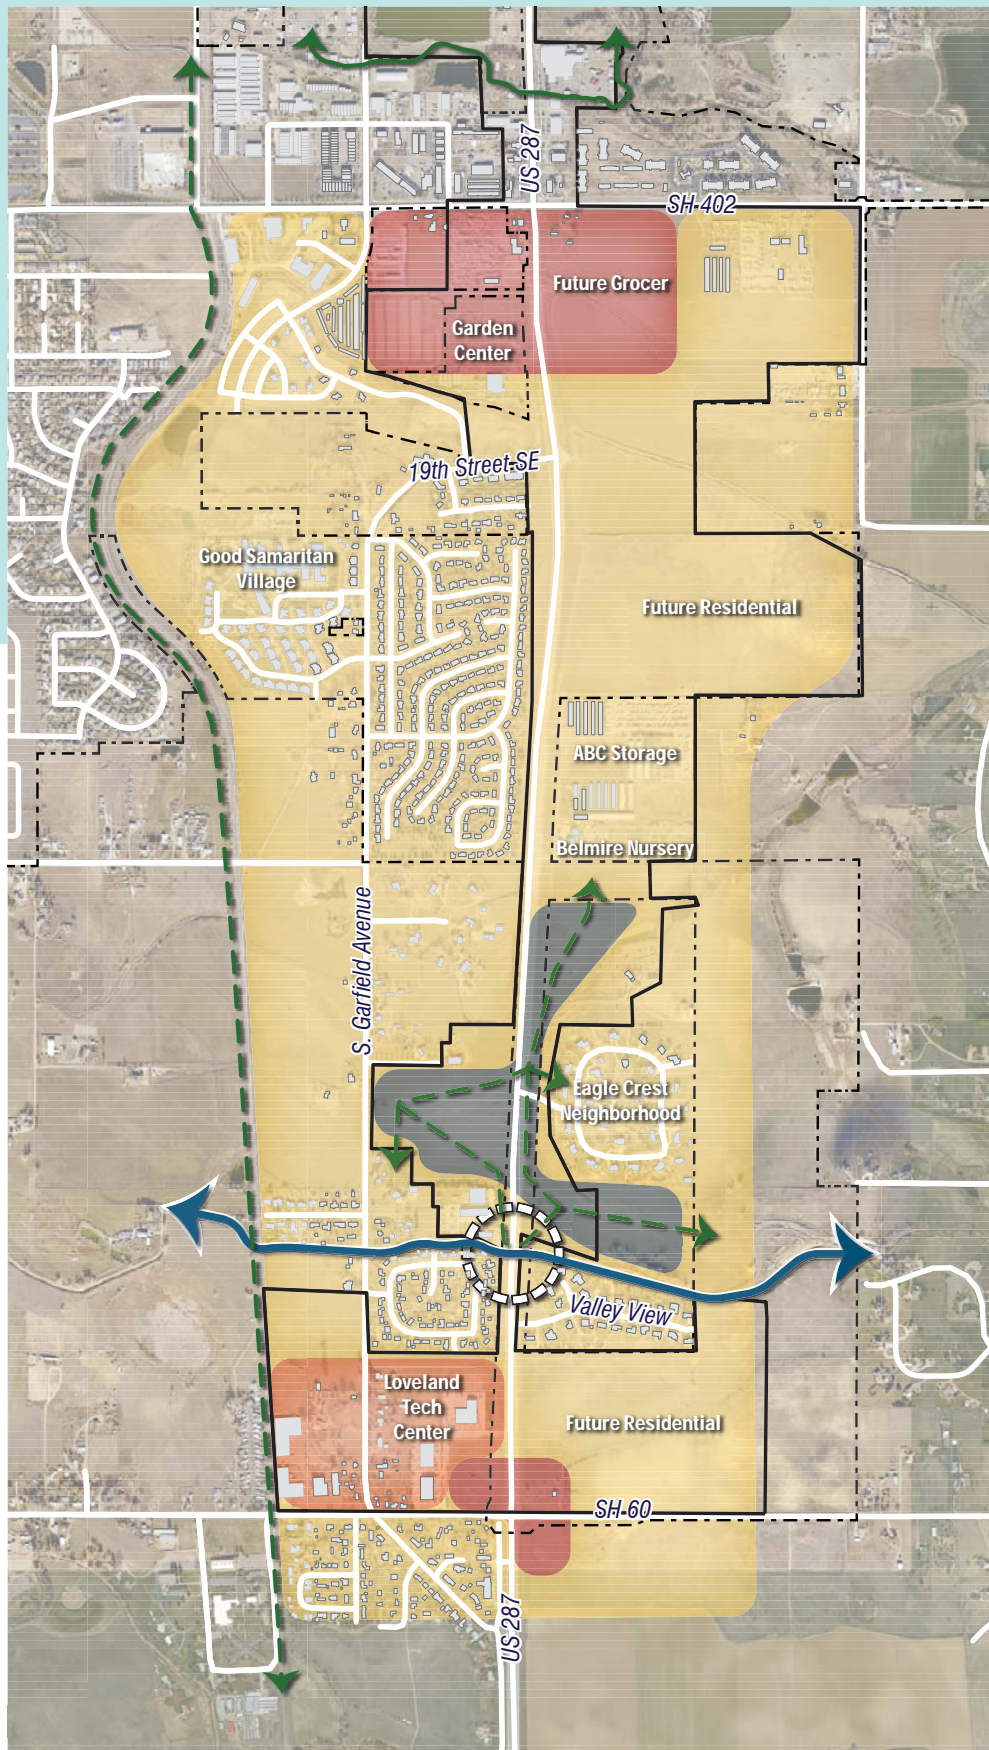 US 287
SH 402
Future Grocer
Garden
Center
19th Street SE
Good Samaritan
Village
Future Residential
ABC Storage
Belmire Nursery
S. Garfield Avenue
Eagle Crest
Neighborhood
Valley View
Loveland
Tech
Center
Future Residential
SH 60
US 287